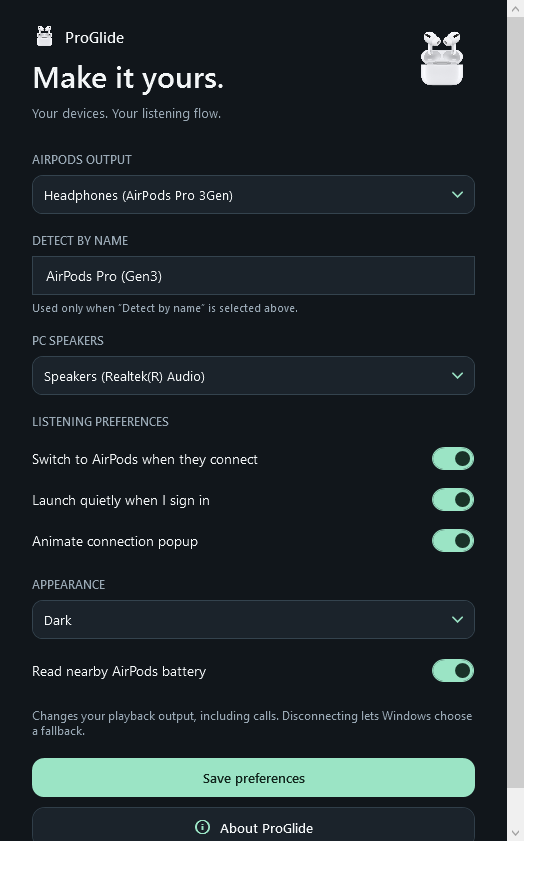 ProGlide
Make it yours.
Your devices. Your listening flow.
AIRPODS OUTPUT
Headphones (AirPods Pro 3Gen)
DETECT BY NAME
AirPods Pro (Gen3)
Used only when “Detect by name” is selected above.
PC SPEAKERS
Speakers (Realtek(R) Audio)
LISTENING PREFERENCES
Switch to AirPods when they connect
Launch quietly when I sign in
Animate connection popup
APPEARANCE
Dark
Read nearby AirPods battery
Changes your playback output, including calls. Disconnecting lets Windows choose
a fallback.
Save preferences
About ProGlide